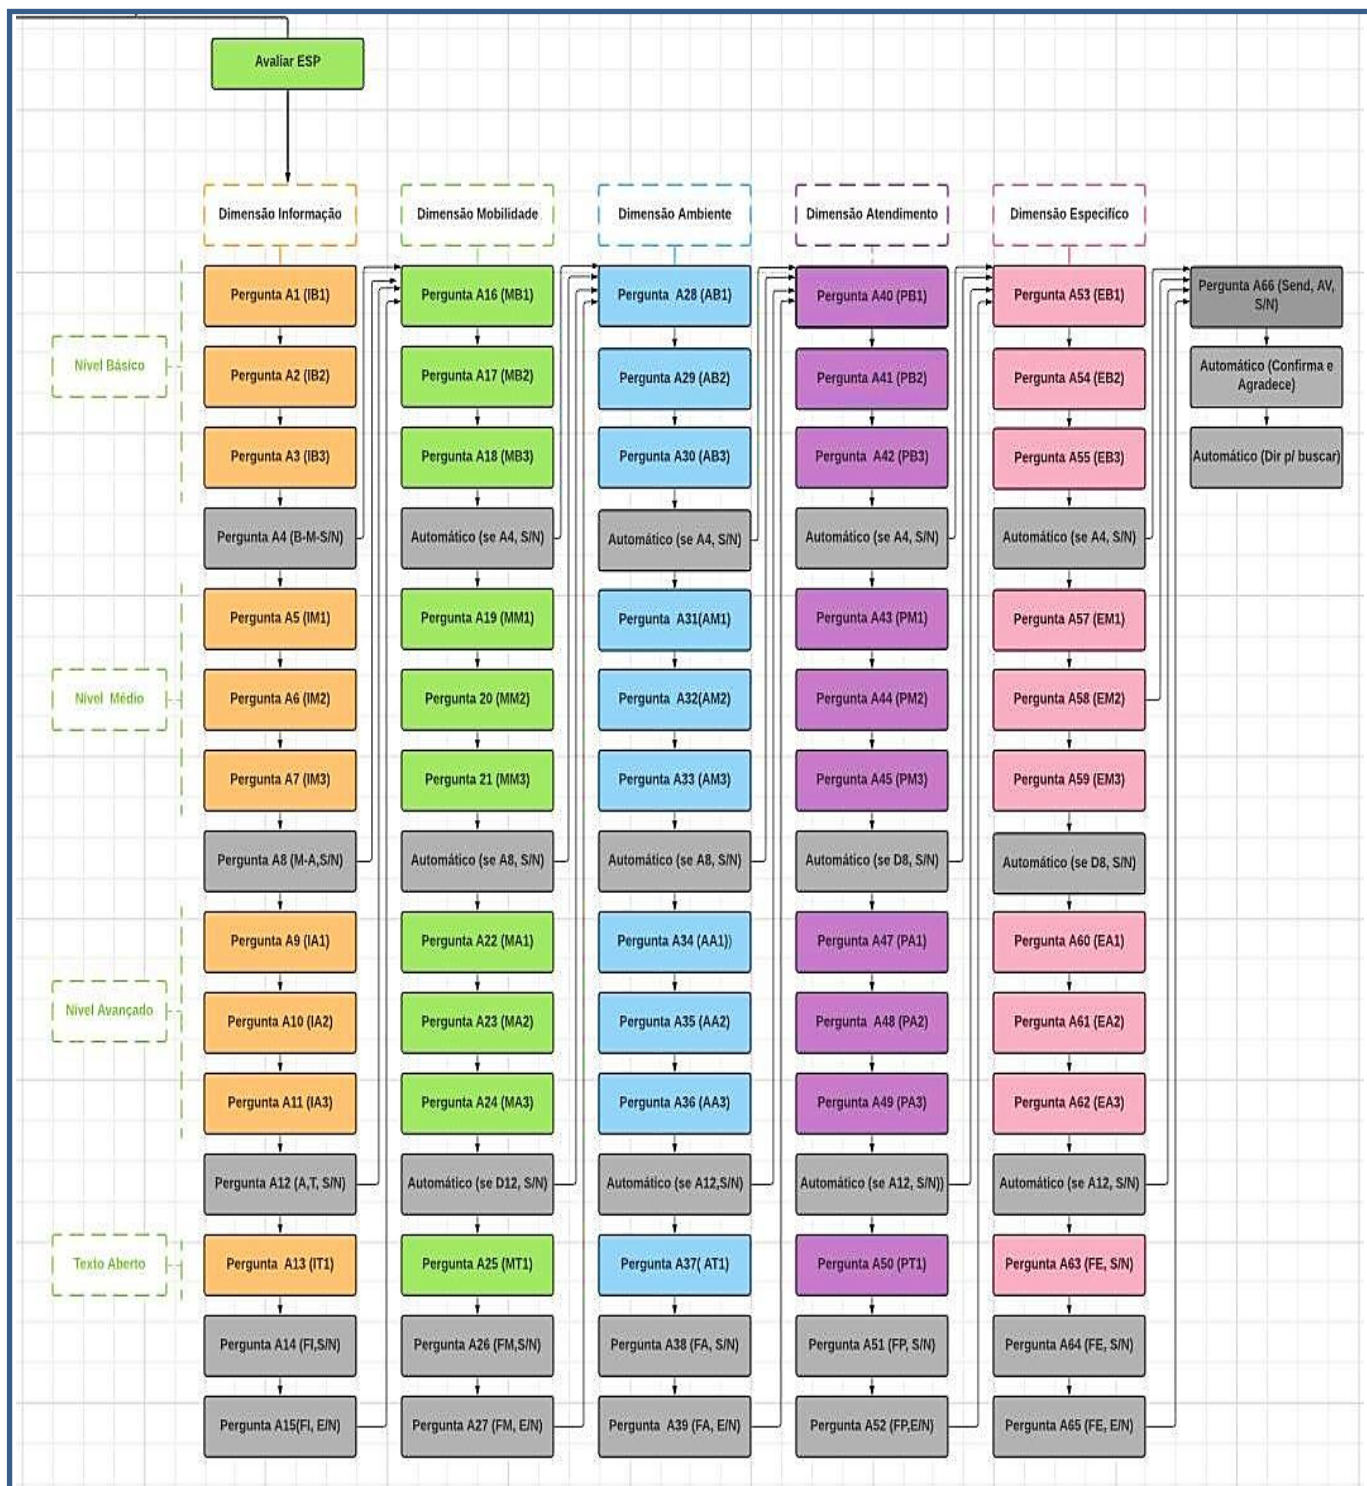 Avaliar ESP
Dimensão Informação
Dimensão Mobilidade
Dimensão Ambiente
Dimensão Atendimento
Dimensão Especifíco
Nível Básico
Nível  Médio
Nível Avançado
Texto Aberto
Pergunta A1 (IB1)
Pergunta A2 (IB2)
Pergunta A3 (IB3)
Pergunta A4 (B-M-S/N)
Pergunta A5 (IM1)
Pergunta A6 (IM2)
Pergunta A7 (IM3)
Pergunta A8 (M-A,S/N)
Pergunta A9 (IA1)
Pergunta A10 (IA2)
Pergunta A11 (IA3)
Pergunta A12 (A,T, S/N)
Pergunta  A13 (IT1)
Pergunta A14 (FI,S/N)
Pergunta A15(FI, E/N)
Pergunta A16 (MB1)
Pergunta A17 (MB2)
Pergunta A18 (MB3)
Automático (se A4, S/N)
Pergunta A19 (MM1)
Pergunta 20 (MM2)
Pergunta 21 (MM3)
Automático (se A8, S/N)
Pergunta A22 (MA1)
Pergunta A23 (MA2)
Pergunta A24 (MA3)
Automático (se D12, S/N)
Pergunta A25 (MT1)
Pergunta A26 (FM,S/N)
Pergunta A27 (FM, E/N)
Pergunta  A28 (AB1)
Pergunta A29 (AB2)
Pergunta A30 (AB3)
Automático (se A4, S/N)
Pergunta  A31(AM1)
Pergunta  A32(AM2)
Pergunta A33 (AM3)
Automático (se A8, S/N)
Pergunta A34 (AA1))
Pergunta A35 (AA2)
Pergunta A36 (AA3)
Automático (se A12,S/N)
Pergunta A37( AT1)
Pergunta A38 (FA, S/N)
Pergunta  A39 (FA, E/N)
Pergunta A40 (PB1)
Pergunta A41 (PB2)
Pergunta  A42 (PB3)
Automático (se A4, S/N)
Pergunta A43 (PM1)
Pergunta A44 (PM2)
Pergunta A45 (PM3)
Automático (se D8, S/N)
Pergunta A47 (PA1)
Pergunta  A48 (PA2)
Pergunta A49 (PA3)
Automático (se A12, S/N))
Pergunta A50 (PT1)
Pergunta A51 (FP, S/N)
Pergunta A52 (FP,E/N)
Pergunta A53 (EB1)
Pergunta A54 (EB2)
Pergunta A55 (EB3)
Automático (se A4, S/N)
Pergunta A57 (EM1)
Pergunta A58 (EM2)
Pergunta A59 (EM3)
Automático (se D8, S/N)
Pergunta A60 (EA1)
Pergunta A61 (EA2)
Pergunta A62 (EA3)
Automático (se A12, S/N)
Pergunta A63 (FE, S/N)
Pergunta A64 (FE, S/N)
Pergunta A65 (FE, E/N)
Pergunta A66 (Send, AV,
S/N)
Automático (Confirma e
Agradece)
Automático (Dir p/ buscar)